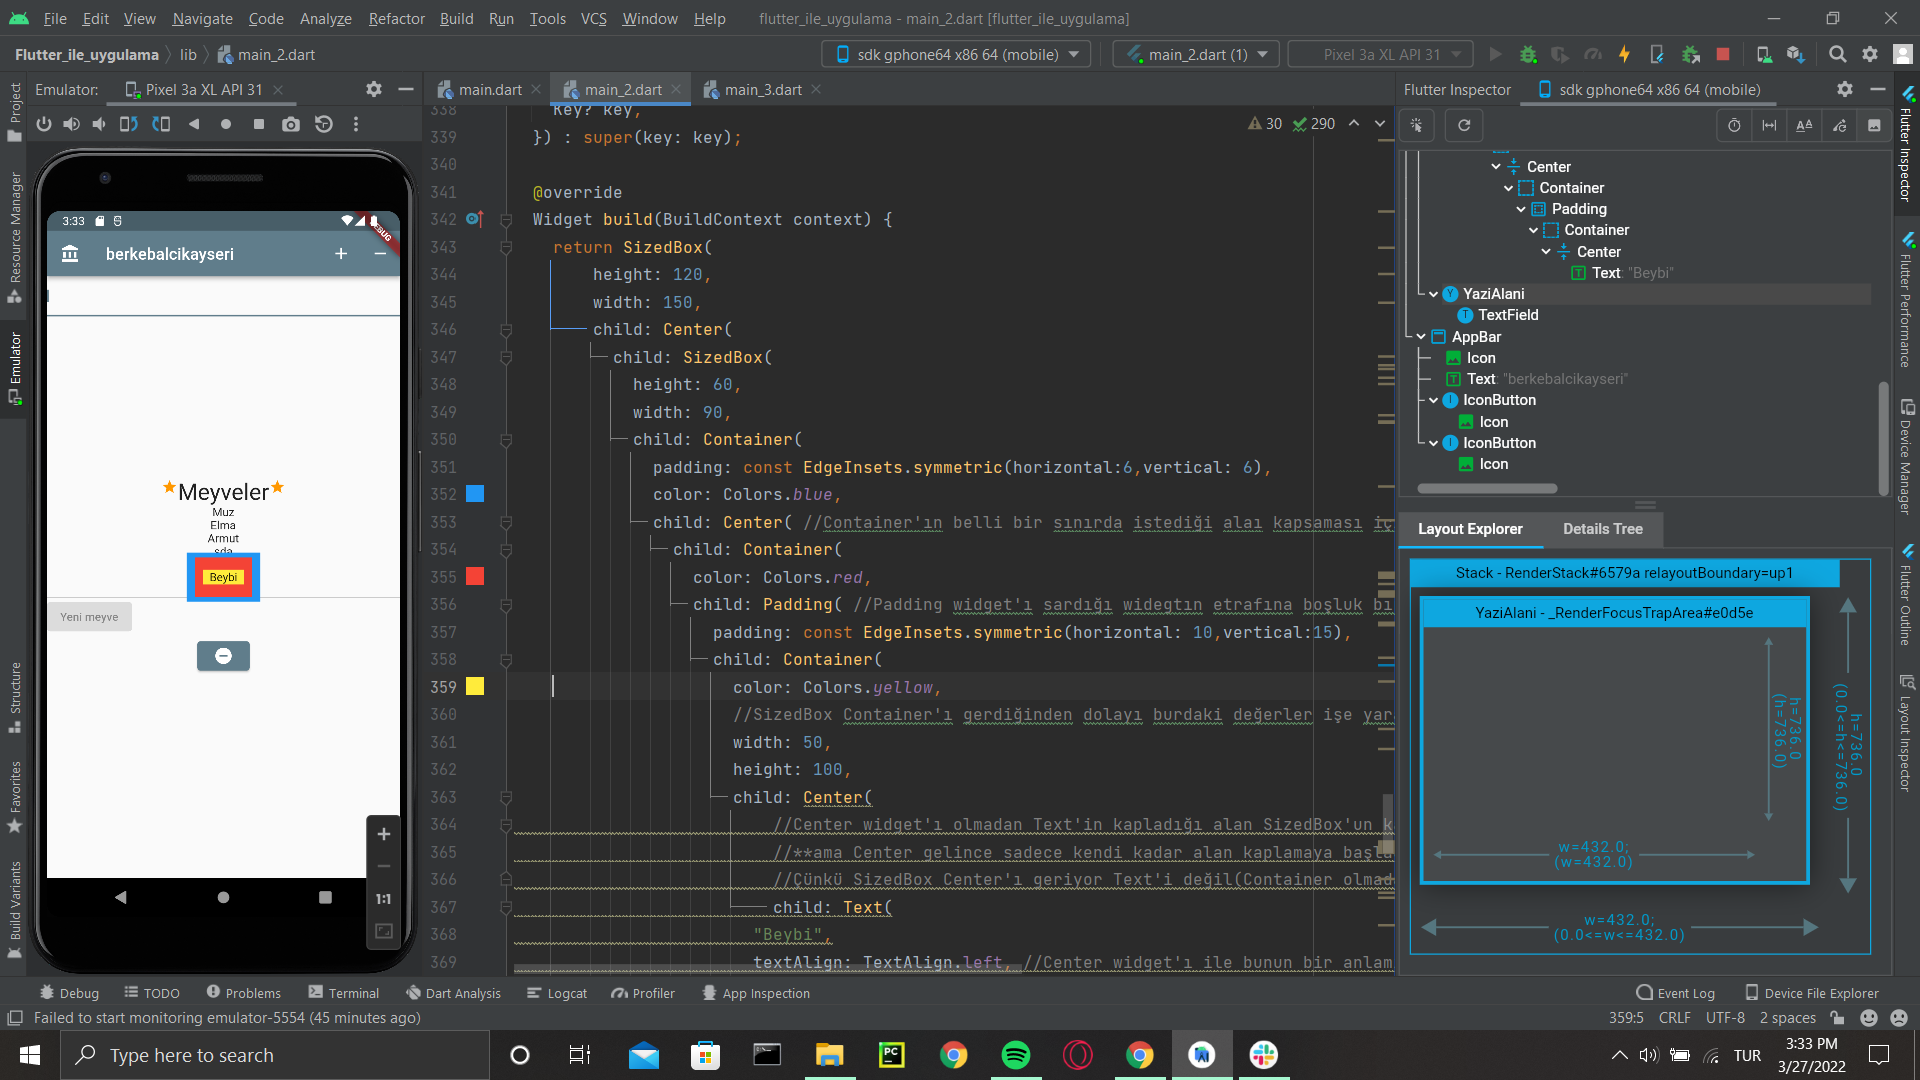 File Edit View Navigate Code Analyze Refactor Build Run Tools VCS Window Help flutter_ile_uygulama - main_2.dart [flutter_ile_uygulama]
Flutter_ile_uygulama lib main_2.dart sdk gphone64 x86 64 (mobile) main_2.dart (1) Pixel 3a XL API 31
Emulator: Pixel 3a XL API 31
main.dart main_2.dart main_3.dart
Flutter Inspector sdk gphone64 x86 64 (mobile)
Project
Resource Manager
Emulator
Structure
Favorites
Build Variants
3:33
DEBUG
berkebalcikayseri
Meyveler
Muz
Elma
Armut
Beybi
Yeni meyve
1:1
30 290
338 Key? key,
339 }) : super(key: key);
340
341 @override
342 Widget build(BuildContext context) {
343 return SizedBox(
344 height: 120,
345 width: 150,
346 child: Center(
347 child: SizedBox(
348 height: 60,
349 width: 90,
350 child: Container(
351 padding: const EdgeInsets.symmetric(horizontal:6,vertical: 6),
352 color: Colors.blue,
353 child: Center( //Container'ın belli bir sınırda istediği alaı kapsaması iç
354 child: Container(
355 color: Colors.red,
356 child: Padding( //Padding widget'ı sardığı widegtın etrafına boşluk bı
357 padding: const EdgeInsets.symmetric(horizontal: 10,vertical:15),
358 child: Container(
359 color: Colors.yellow,
360 //SizedBox Container'ı gerdiğinden dolayı burdaki değerler işe yar
361 width: 50,
362 height: 100,
363 child: Center(
364 //Center widget'ı olmadan Text'in kapladığı alan SizedBox'un k
365 //**ama Center gelince sadece kendi kadar alan kaplamaya başla
366 //Çünkü SizedBox Center'ı geriyor Text'i değil(Container olmad
367 child: Text(
368 "Beybi",
369 textAlign: TextAlign.left, //Center widget'ı ile bunun bir anlam
Center
Container
Padding
Container
Center
Text: "Beybi"
YaziAlani
TextField
AppBar
Icon
Text: "berkebalcikayseri"
IconButton
Icon
IconButton
Icon
Layout Explorer Details Tree
Stack - RenderStack#6579a relayoutBoundary=up1
YaziAlani - _RenderFocusTrapArea#e0d5e
h=736.0
(h=736.0)
h=736.0
(0.0<=h<=736.0)
w=432.0;
(w=432.0)
w=432.0;
(0.0<=w<=432.0)
Flutter Inspector
Flutter Performance
Device Manager
Flutter Outline
Layout Inspector
Debug TODO Problems Terminal Dart Analysis Logcat Profiler App Inspection Event Log Device File Explorer
Failed to start monitoring emulator-5554 (45 minutes ago) 359:5 CRLF UTF-8 2 spaces
Type here to search
PC
TUR
3:33 PM
3/27/2022